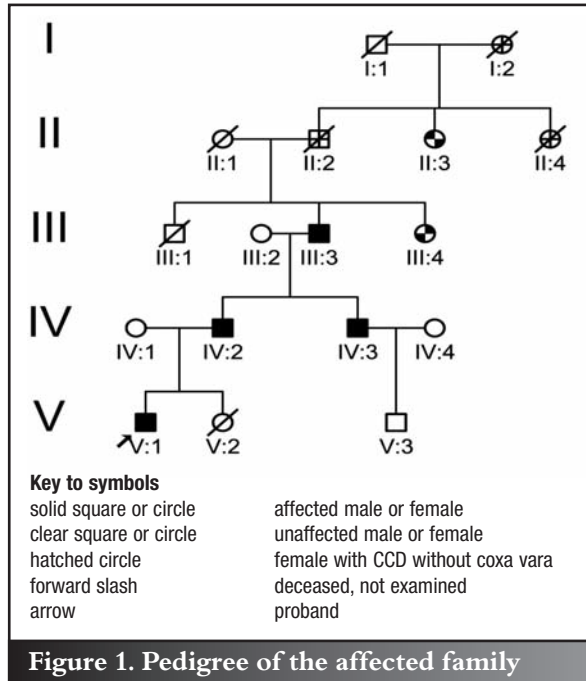 I
I:1 I:2
II
II:1 II:2 II:3 II:4
III
III:1 III:2 III:3 III:4
IV
IV:1 IV:2 IV:3 IV:4
V
V:1 V:2 V:3
Key to symbols
solid square or circle affected male or female
clear square or circle unaffected male or female
hatched circle female with CCD without coxa vara
forward slash deceased, not examined
arrow proband
Figure 1. Pedigree of the affected family